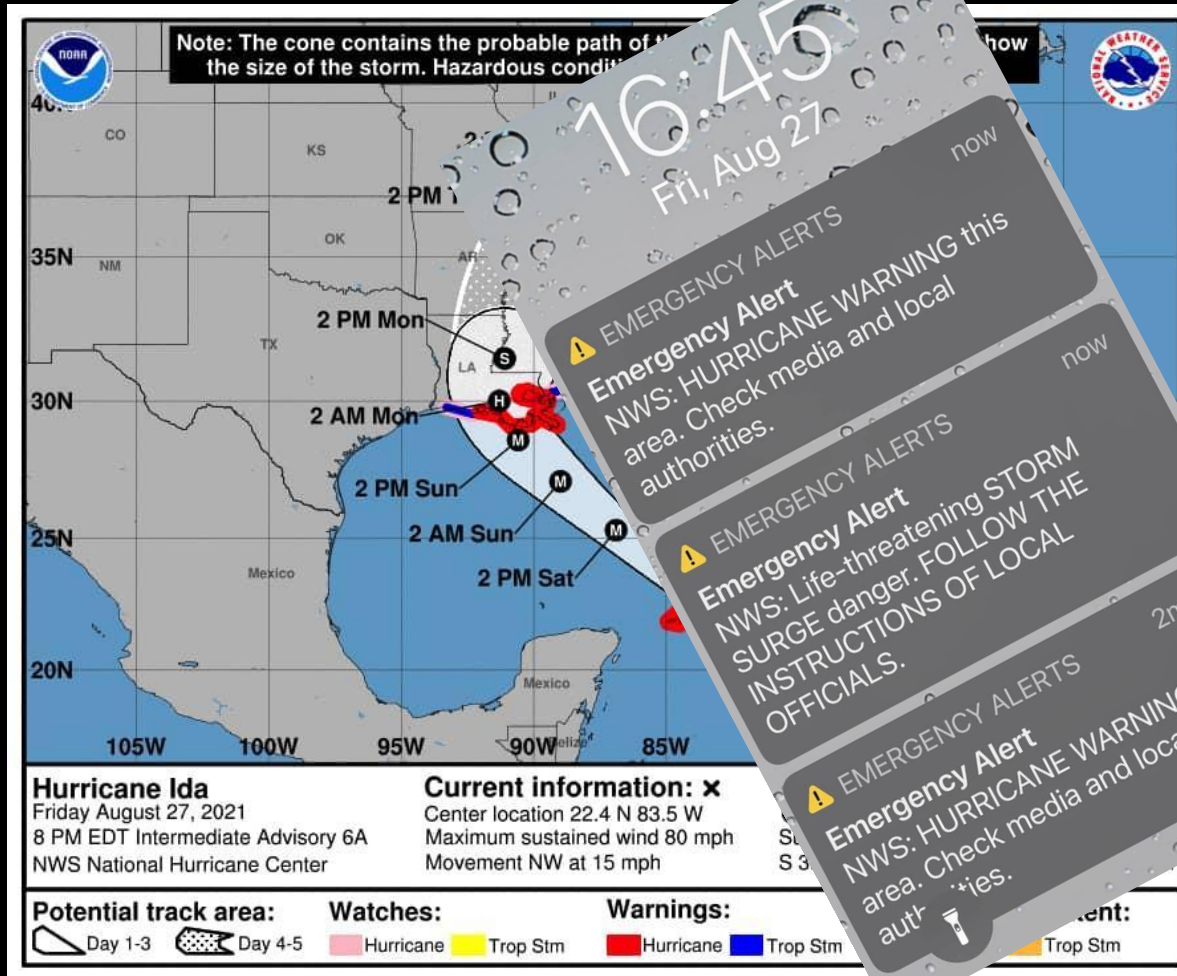 NOAA
NATIONAL WEATHER SERVICE
Note: The cone contains the probable path of how
the size of the storm. Hazardous
CO
KS
2 PM
NM
OK
AR
35N
TX
2 PM Mon
S
LA
30N
2 AM Mon
H
M
2 PM Sun
M
2 AM Sun
M
25N
Mexico
2 PM Sat
20N
Mexico
Belize
105W
100W
95W
90W
85W
Hurricane Ida
Friday August 27, 2021
8 PM EDT Intermediate Advisory 6A
NWS National Hurricane Center
Current information: ×
Center location 22.4 N 83.5 W
Maximum sustained wind 80 mph
Movement NW at 15 mph
Potential track area:
Day 1-3
Day 4-5
Watches:
Hurricane
Trop Stm
Warnings:
Hurricane
Trop Stm
Trop Stm
16:45
Fri, Aug 27
EMERGENCY ALERTS
now
Emergency Alert
NWS: HURRICANE WARNING this
area. Check media and local
authorities.
EMERGENCY ALERTS
now
Emergency Alert
NWS: Life-threatening STORM
SURGE danger. FOLLOW THE
INSTRUCTIONS OF LOCAL
OFFICIALS.
EMERGENCY ALERTS
Emergency Alert
NWS: HURRICANE WARNING
area. Check media and